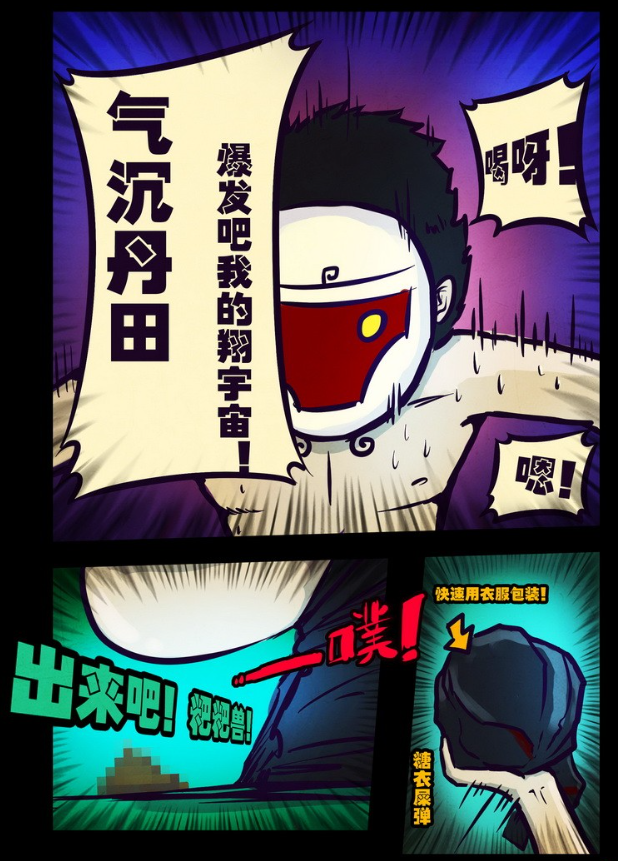 喝呀！
爆发吧我的翔宇宙！
气沉丹田
嗯！
出来吧！
粑粑兽！
一噗！
快速用衣服包装！
糖衣屎弹